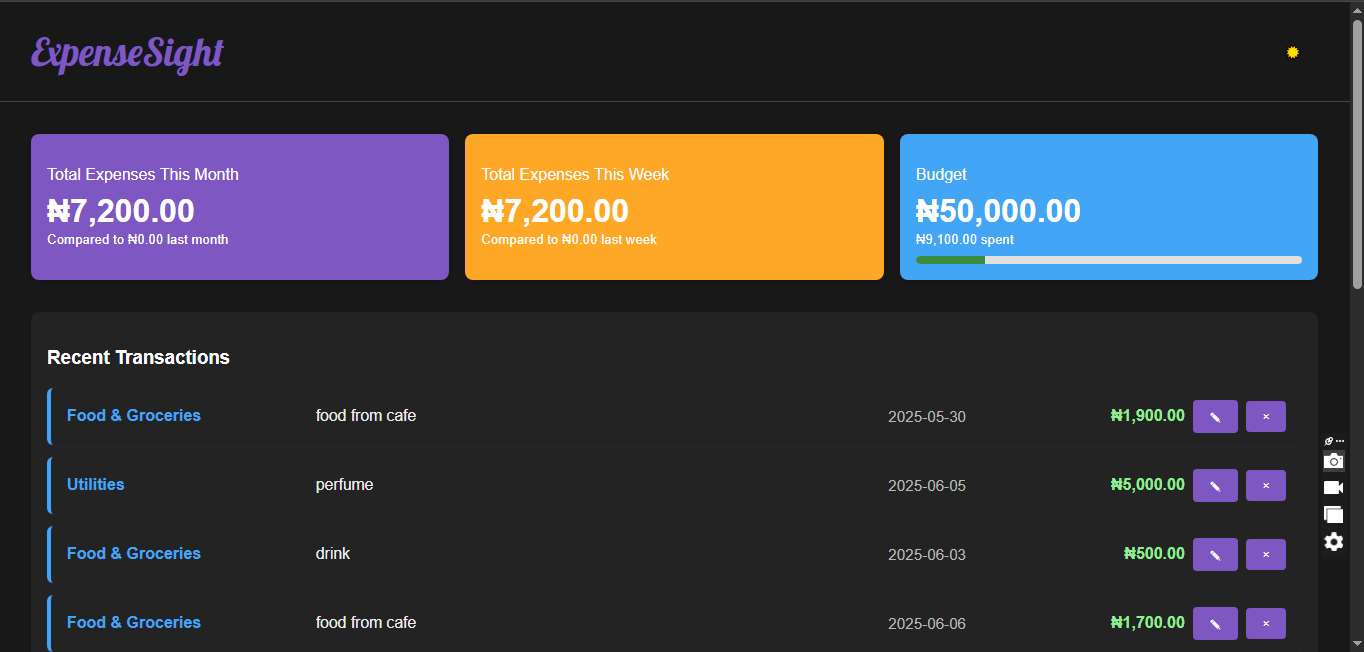 ExpenseSight
Total Expenses This Month
₦7,200.00
Compared to ₦0.00 last month
Total Expenses This Week
₦7,200.00
Compared to ₦0.00 last week
Budget
₦50,000.00
₦9,100.00 spent
Recent Transactions
Food & Groceries food from cafe 2025-05-30 ₦1,900.00 ×
Utilities perfume 2025-06-05 ₦5,000.00 ×
Food & Groceries drink 2025-06-03 ₦500.00 ×
Food & Groceries food from cafe 2025-06-06 ₦1,700.00 ×